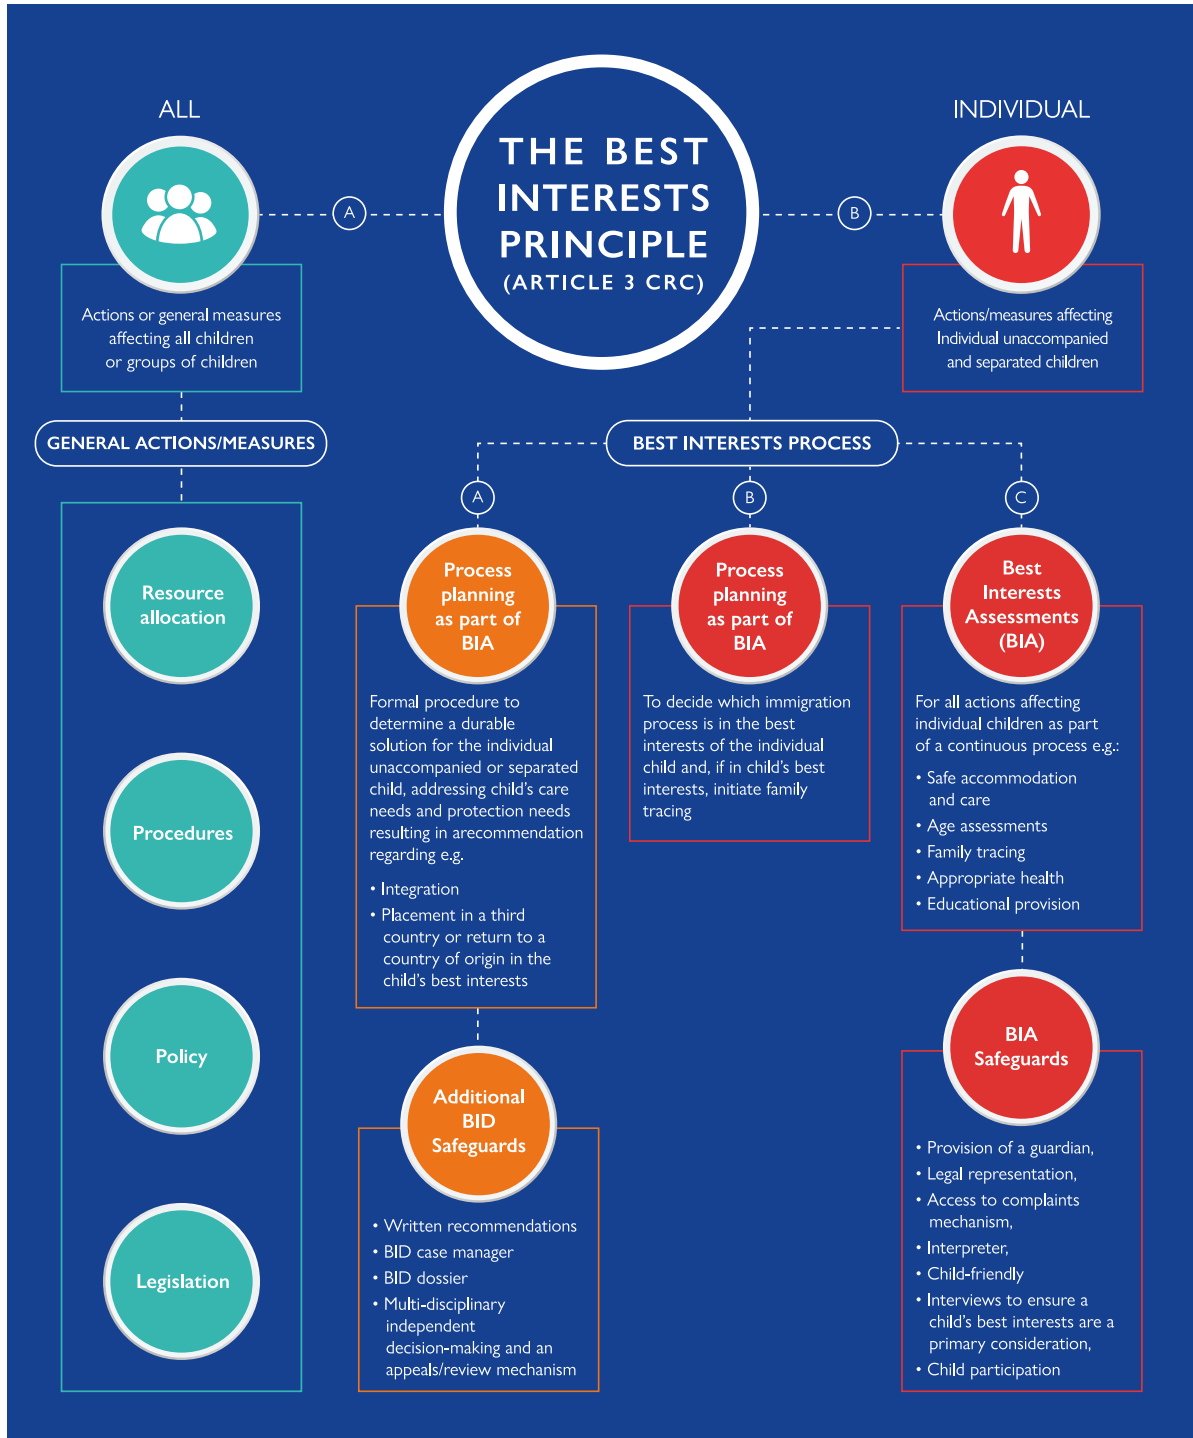 ALL
A
THE BEST
INTERESTS
PRINCIPLE
(ARTICLE 3 CRC)
B
INDIVIDUAL
Actions or general measures
affecting all children
or groups of children
Actions/measures affecting
Individual unaccompanied
and separated children
GENERAL ACTIONS/MEASURES
BEST INTERESTS PROCESS
Resource
allocation
Procedures
Policy
Legislation
A
Process
planning
as part of
BIA
Formal procedure to
determine a durable
solution for the individual
unaccompanied or separated
child, addressing child’s care
needs and protection needs
resulting in arecommendation
regarding e.g.
• Integration
• Placement in a third
country or return to a
country of origin in the
child’s best interests
Additional
BID
Safeguards
• Written recommendations
• BID case manager
• BID dossier
• Multi-disciplinary
independent
decision-making and an
appeals/review mechanism
B
Process
planning
as part of
BIA
To decide which immigration
process is in the best
interests of the individual
child and, if in child’s best
interests, initiate family
tracing
C
Best
Interests
Assessments
(BIA)
For all actions affecting
individual children as part
of a continuous process e.g.:
• Safe accommodation
and care
• Age assessments
• Family tracing
• Appropriate health
• Educational provision
BIA
Safeguards
• Provision of a guardian,
• Legal representation,
• Access to complaints
mechanism,
• Interpreter,
• Child-friendly
• Interviews to ensure a
child’s best interests are a
primary consideration,
• Child participation